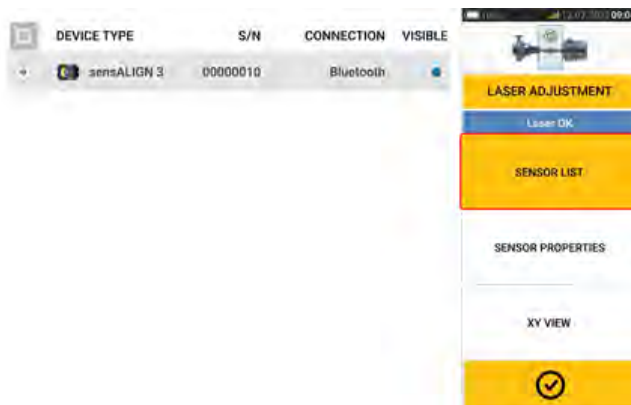 DEVICE TYPE S/N CONNECTION VISIBLE
sensALIGN 3 00000010 Bluetooth
LASER ADJUSTMENT
Laser OK
SENSOR LIST
SENSOR PROPERTIES
XY VIEW